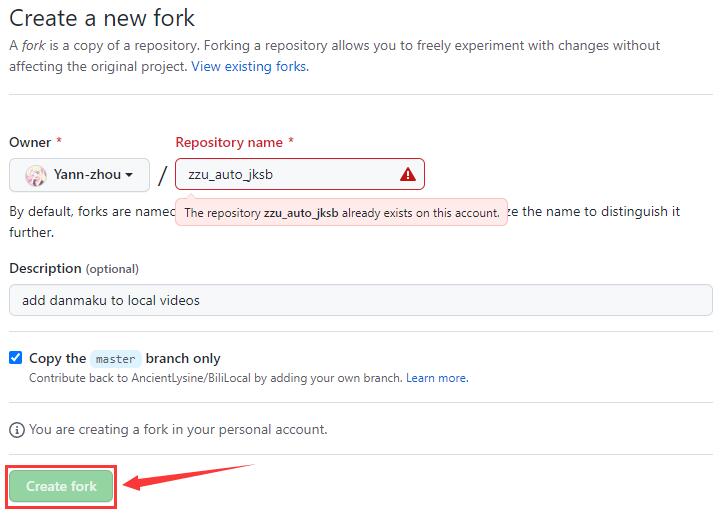 Create a new fork
A fork is a copy of a repository. Forking a repository allows you to freely experiment with changes without
affecting the original project. View existing forks.
Owner *
Repository name *
Yann-zhou
/
zzu_auto_jksb
By default, forks are named
The repository zzu_auto_jksb already exists on this account.
the name to distinguish it
further.
Description (optional)
add danmaku to local videos
Copy the master branch only
Contribute back to AncientLysine/BiliLocal by adding your own branch. Learn more.
You are creating a fork in your personal account.
Create fork